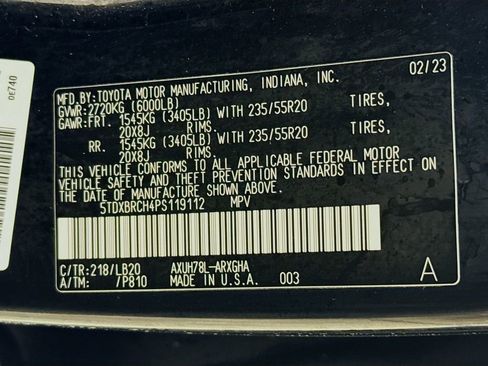 0E740
MFD.BY:TOYOTA MOTOR MANUFACTURING, INDIANA, INC. 02/23
GVWR:2720KG (6000LB)
GAWR:FRT. 1545KG (3405LB) WITH 235/55R20 TIRES,
20X8J RIMS.
RR. 1545KG (3405LB) WITH 235/55R20 TIRES,
20X8J RIMS.
THIS VEHICLE CONFORMS TO ALL APPLICABLE FEDERAL MOTOR
VEHICLE SAFETY AND THEFT PREVENTION STANDARDS IN EFFECT ON
THE DATE OF MANUFACTURE SHOWN ABOVE.
5TDXBRCH4PS119112 MPV
C/TR:218/LB20 AXUH78L-ARXGHA
A/TM: /P810 MADE IN U.S.A. 003 A